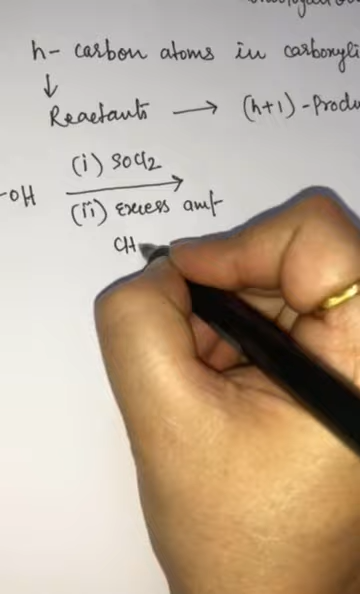 n- carbon atoms in carboxyli
↓
Reactants → (n+1) - Produ
-OH (i) SOCl2
(ii) Excess amt
CH